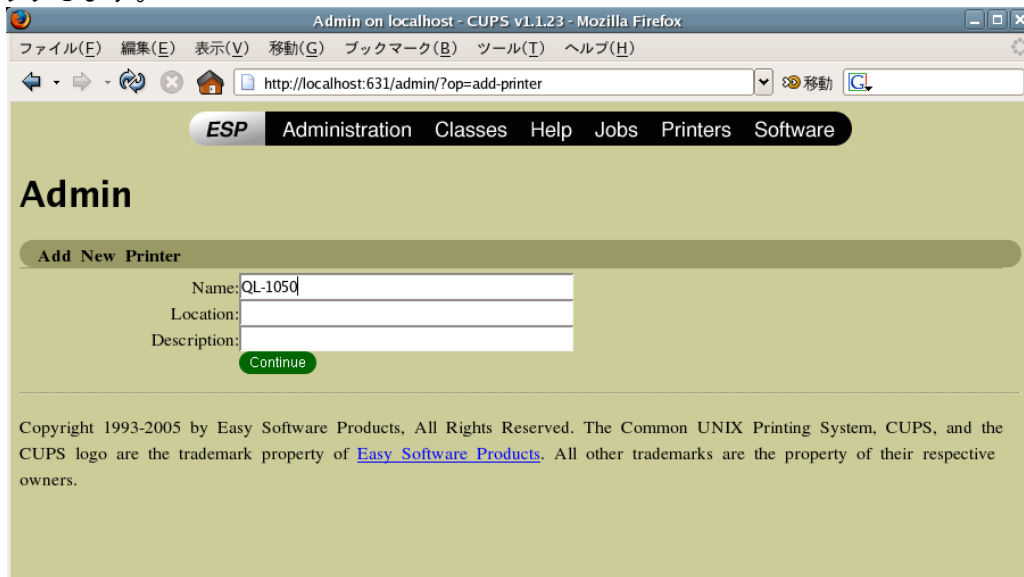 Admin on localhost - CUPS v1.1.23 - Mozilla Firefox
ファイル(F) 編集(E) 表示(V) 移動(G) ブックマーク(B) ツール(T) ヘルプ(H)
http://localhost:631/admin/?op=add-printer 移動 G
ESP Administration Classes Help Jobs Printers Software
Admin
Add New Printer
Name: QL-1050
Location:
Description:
Continue
Copyright 1993-2005 by Easy Software Products, All Rights Reserved. The Common UNIX Printing System, CUPS, and the
CUPS logo are the trademark property of Easy Software Products. All other trademarks are the property of their respective
owners.